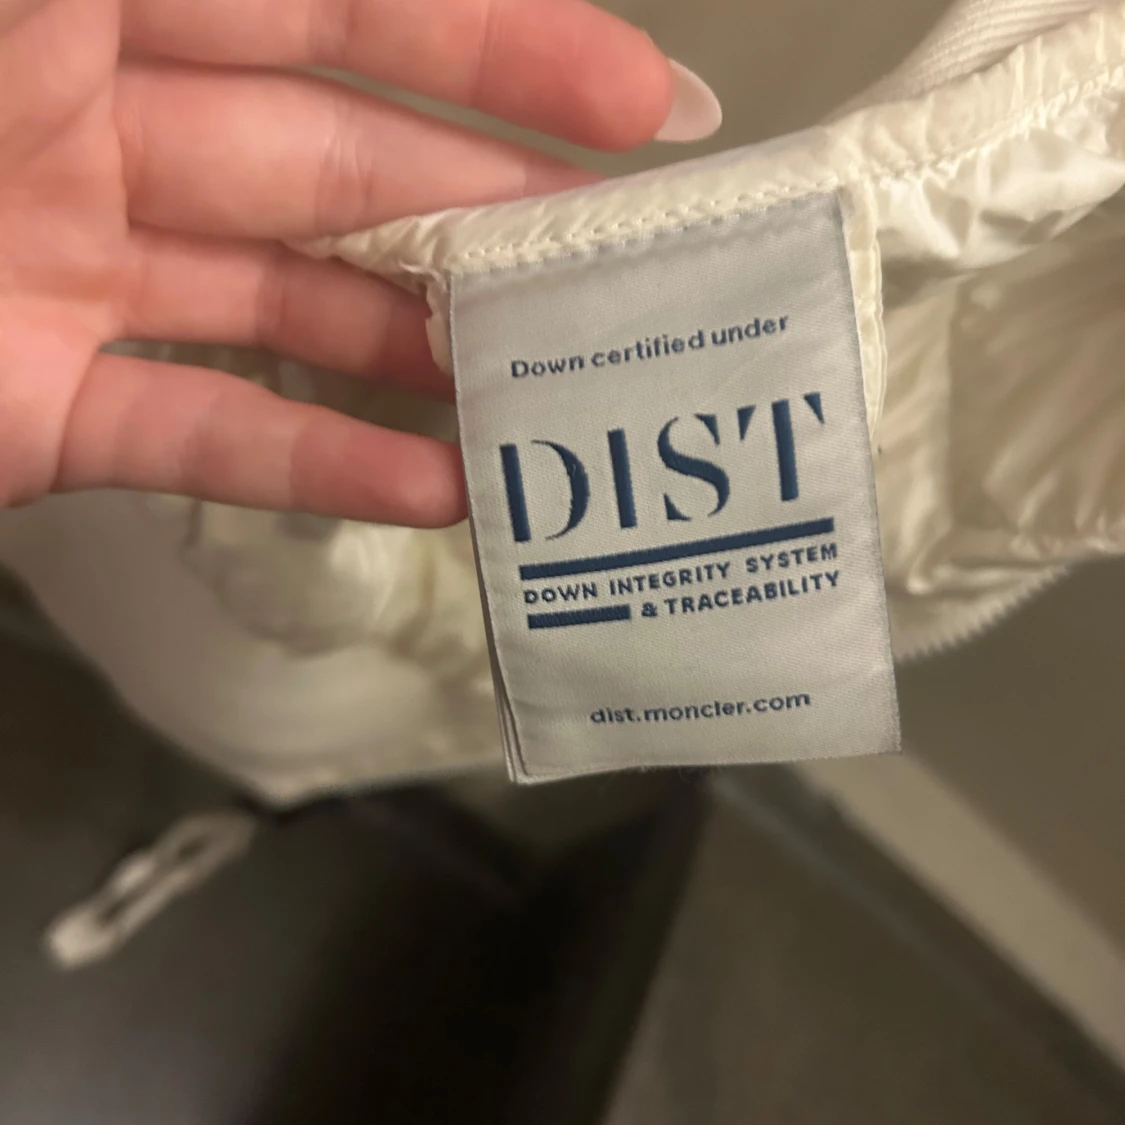 Down certified under
DIST
DOWN INTEGRITY SYSTEM
& TRACEABILITY
dist.moncler.com